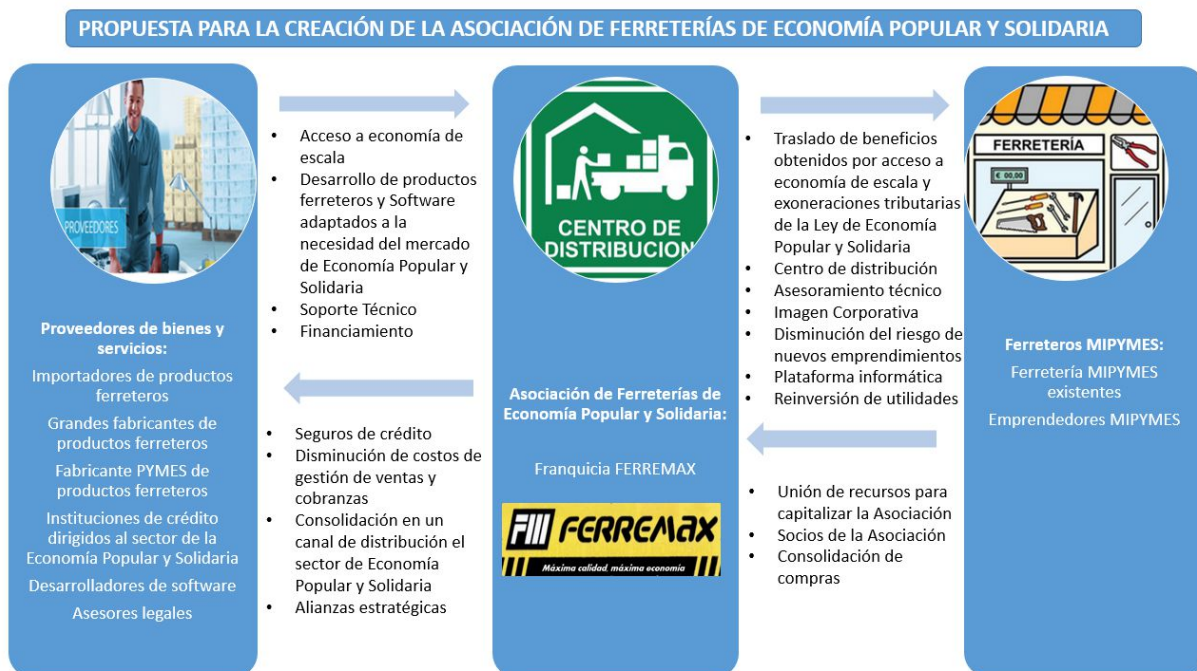 PROPUESTA PARA LA CREACIÓN DE LA ASOCIACIÓN DE FERRETERÍAS DE ECONOMÍA POPULAR Y SOLIDARIA
PROVEEDORES
Proveedores de bienes y
servicios:
Importadores de productos
ferreteros
Grandes fabricantes de
productos ferreteros
Fabricante PYMES de
productos ferreteros
Instituciones de crédito
dirigidos al sector de la
Economía Popular y Solidaria
Desarrolladores de software
Asesores legales
• Acceso a economía de
escala
• Desarrollo de productos
ferreteros y Software
adaptados a la
necesidad del mercado
de Economía Popular y
Solidaria
• Soporte Técnico
• Financiamiento
• Seguros de crédito
• Disminución de costos de
gestión de ventas y
cobranzas
• Consolidación en un
canal de distribución el
sector de Economía
Popular y Solidaria
• Alianzas estratégicas
CENTRO DE
DISTRIBUCION
Asociación de Ferreterías de
Economía Popular y Solidaria:
Franquicia FERREMAX
FM FERREMAX
Máxima calidad, máxima economía
• Traslado de beneficios
obtenidos por acceso a
economía de escala y
exoneraciones tributarias
de la Ley de Economía
Popular y Solidaria
• Centro de distribución
• Asesoramiento técnico
• Imagen Corporativa
• Disminución del riesgo de
nuevos emprendimientos
• Plataforma informática
• Reinversión de utilidades
• Unión de recursos para
capitalizar la Asociación
• Socios de la Asociación
• Consolidación de
compras
FERRETERÍA
€ 00,00
Ferreteros MIPYMES:
Ferretería MIPYMES
existentes
Emprendedores MIPYMES